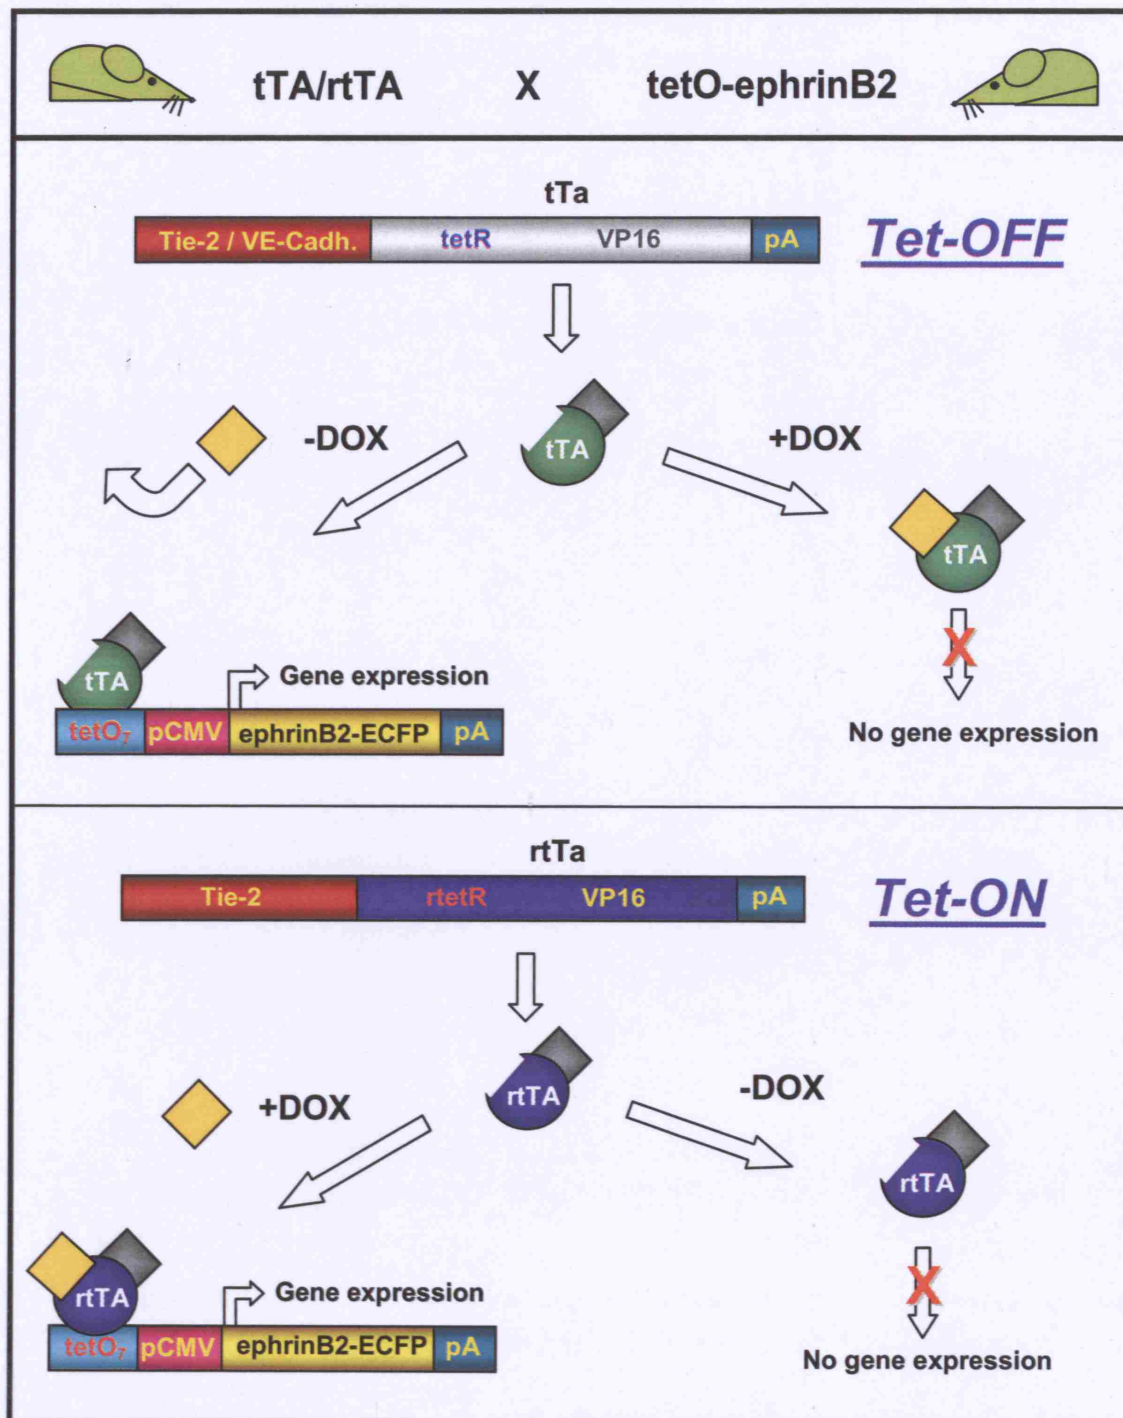 tTA/rtTA X tetO-ephrinB2
tTa
Tie-2 / VE-Cadh. tetR VP16 pA
Tet-OFF
-DOX
tTA
+DOX
tTA
tTA
Gene expression
tetO₇ pCMV ephrinB2-ECFP pA
X
No gene expression
rtTa
Tie-2 rtetR VP16 pA
Tet-ON
+DOX
rtTA
-DOX
rtTA
rtTA
Gene expression
tetO₇ pCMV ephrinB2-ECFP pA
X
No gene expression